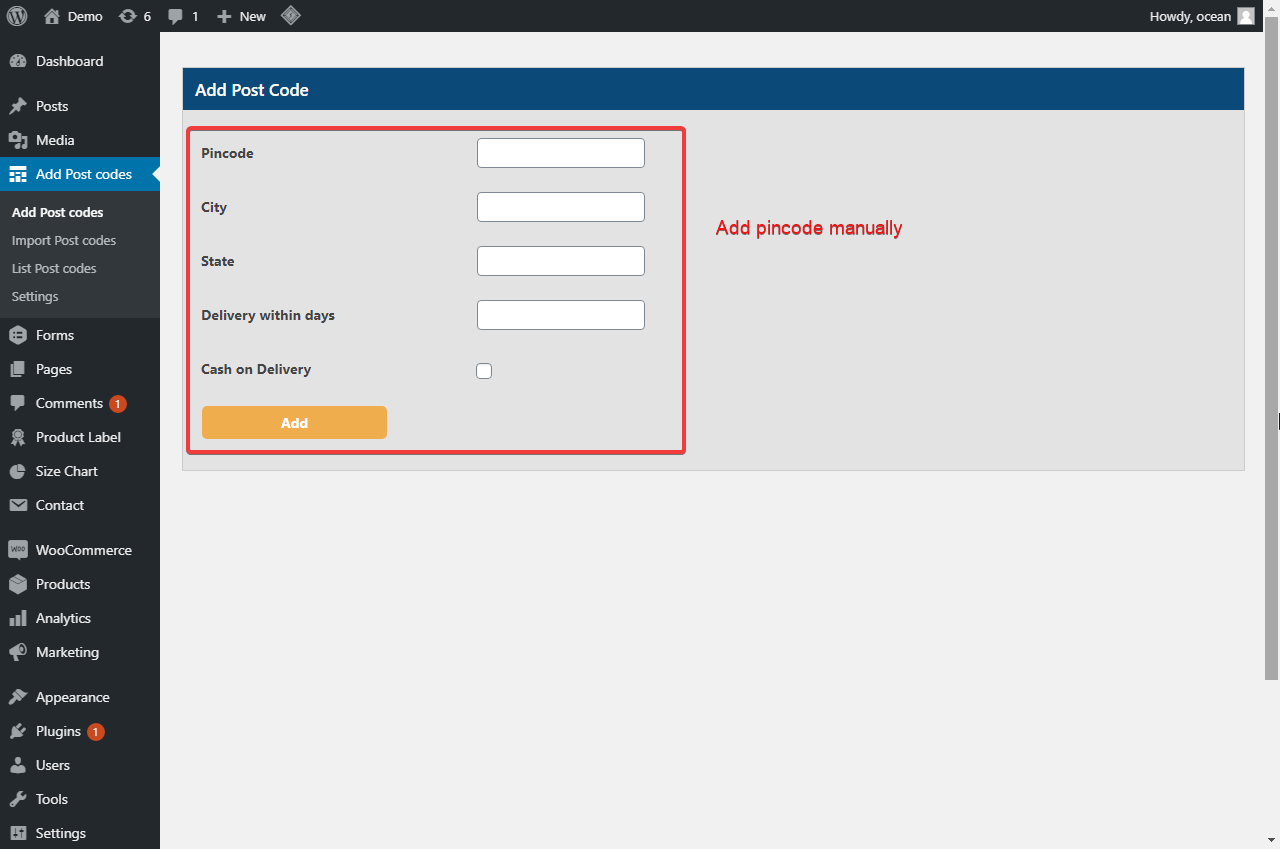 Demo 6 1 New Howdy, ocean
Dashboard
Posts
Media
Add Post codes
Add Post codes
Import Post codes
List Post codes
Settings
Forms
Pages
Comments 1
Product Label
Size Chart
Contact
WOO WooCommerce
Products
Analytics
Marketing
Appearance
Plugins 1
Users
Tools
Settings
Add Post Code
Pincode
City
State
Delivery within days
Cash on Delivery
Add
Add pincode manually